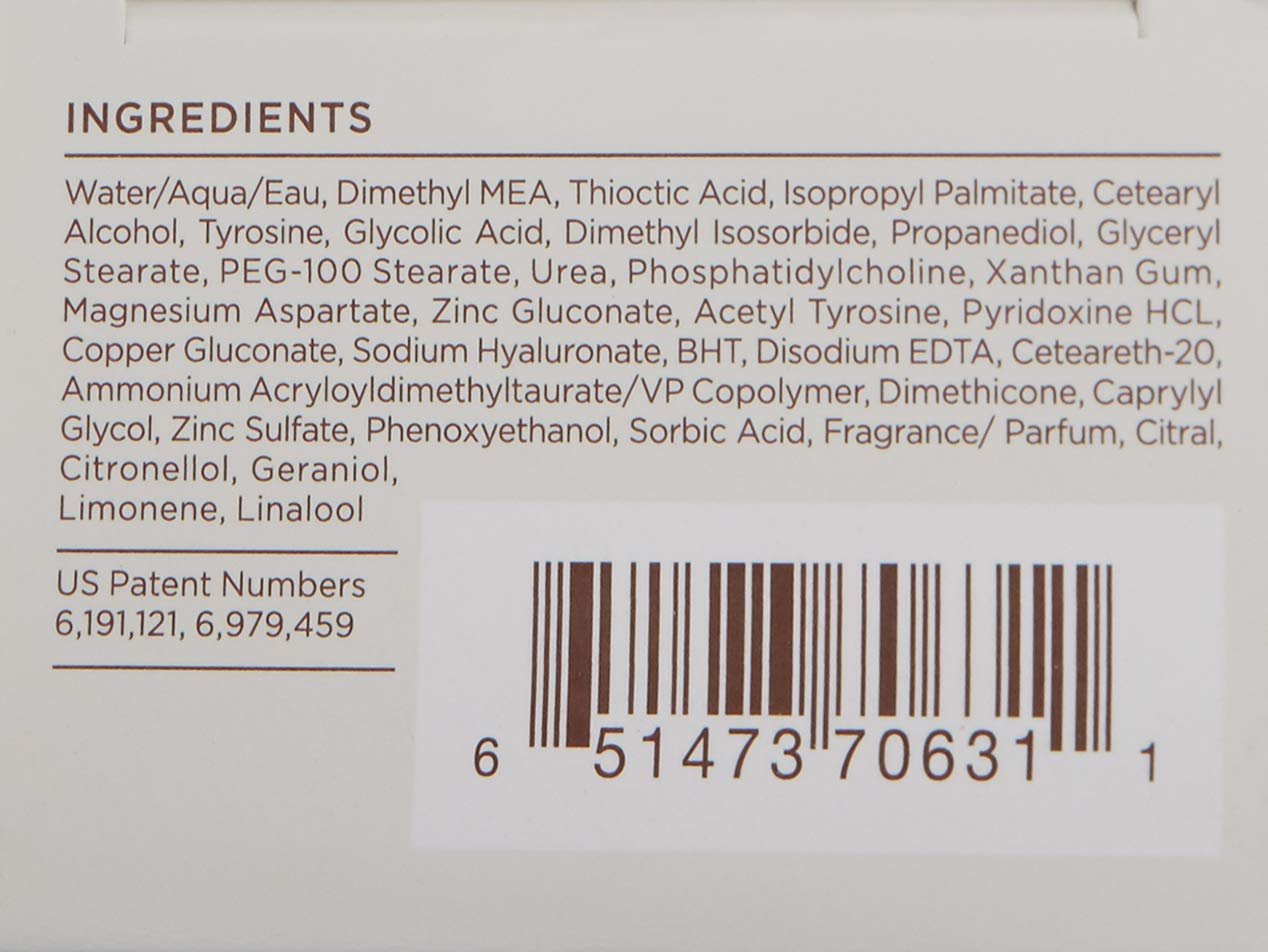 INGREDIENTS
Water/Aqua/Eau, Dimethyl MEA, Thioctic Acid, Isopropyl Palmitate, Cetearyl
Alcohol, Tyrosine, Glycolic Acid, Dimethyl Isosorbide, Propanediol, Glyceryl
Stearate, PEG-100 Stearate, Urea, Phosphatidylcholine, Xanthan Gum,
Magnesium Aspartate, Zinc Gluconate, Acetyl Tyrosine, Pyridoxine HCL,
Copper Gluconate, Sodium Hyaluronate, BHT, Disodium EDTA, Ceteareth-20,
Ammonium Acryloyldimethyltaurate/VP Copolymer, Dimethicone, Caprylyl
Glycol, Zinc Sulfate, Phenoxyethanol, Sorbic Acid, Fragrance/ Parfum, Citral,
Citronellol, Geraniol,
Limonene, Linalool
US Patent Numbers
6,191,121, 6,979,459
6 51473 70631 1